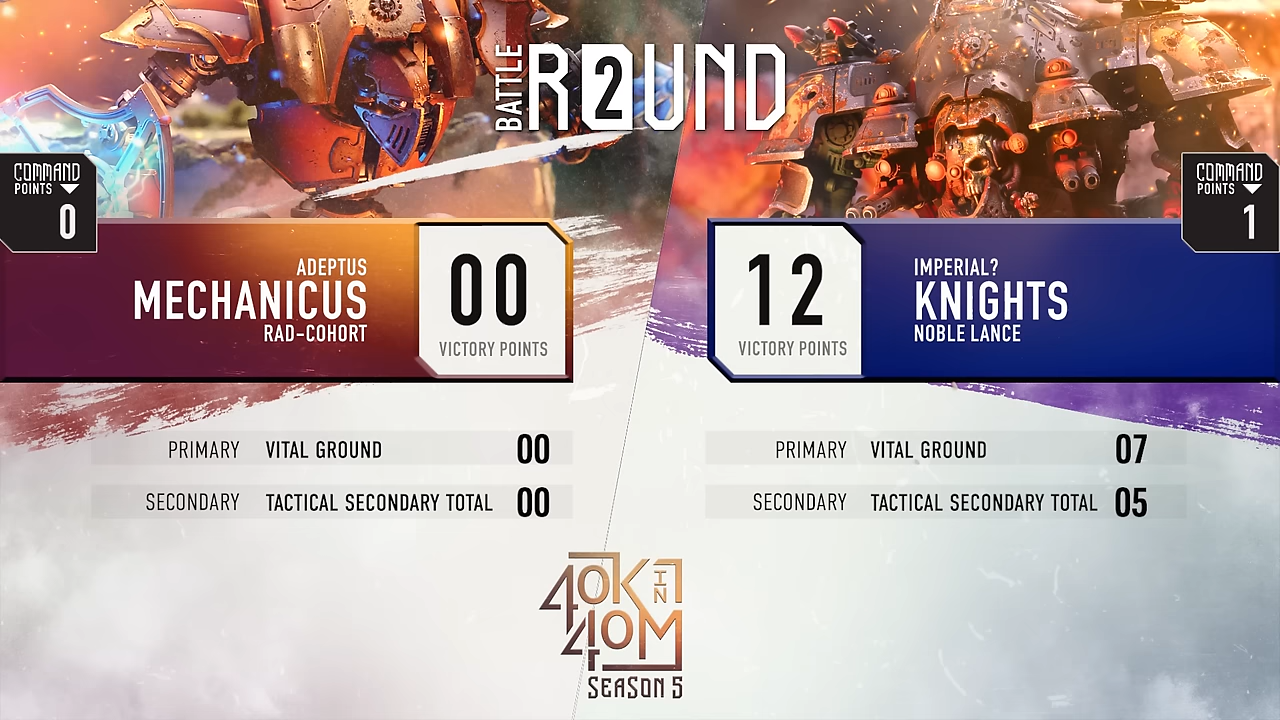 BATTLE
R2UND
COMMAND
POINTS
0
ADEPTUS
MECHANICUS
RAD-COHORT
00
VICTORY POINTS
12
VICTORY POINTS
IMPERIAL?
KNIGHTS
NOBLE LANCE
COMMAND
POINTS
1
PRIMARY VITAL GROUND 00
SECONDARY TACTICAL SECONDARY TOTAL 00
PRIMARY VITAL GROUND 07
SECONDARY TACTICAL SECONDARY TOTAL 05
40K IN
40M
SEASON 5